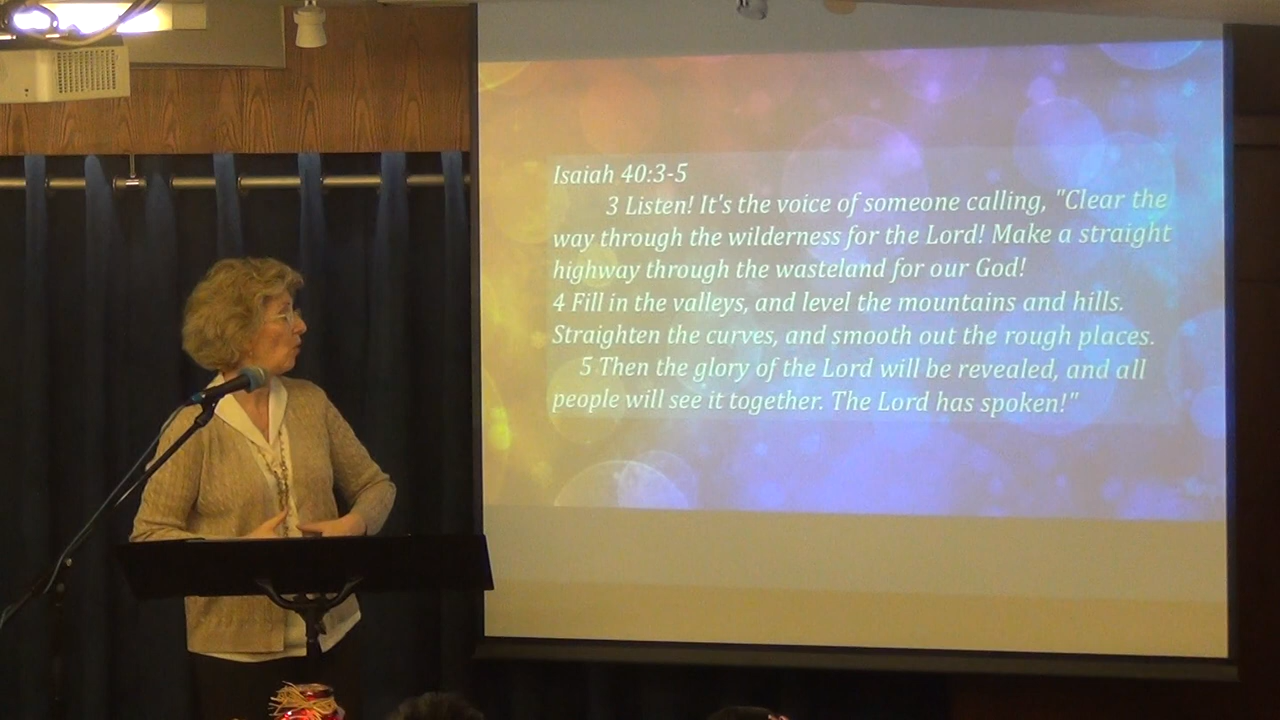 Isaiah 40:3-5
3 Listen! It's the voice of someone calling, "Clear the
way through the wilderness for the Lord! Make a straight
highway through the wasteland for our God!
4 Fill in the valleys, and level the mountains and hills.
Straighten the curves, and smooth out the rough places.
5 Then the glory of the Lord will be revealed, and all
people will see it together. The Lord has spoken!"